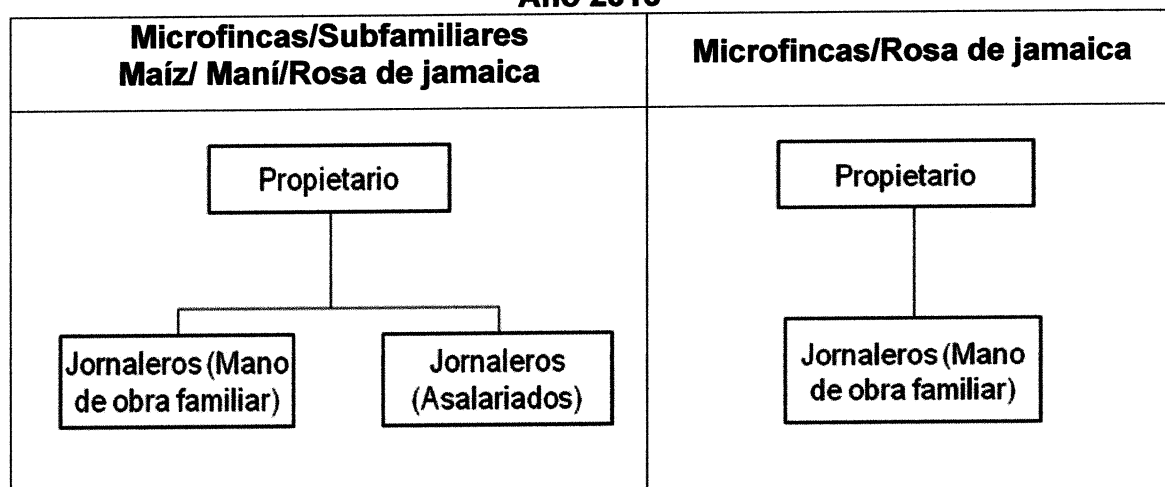 Microfincas/Subfamiliares
Maíz/ Maní/Rosa de jamaica
Microfincas/Rosa de jamaica
Propietario
Jornaleros (Mano
de obra familiar)
Jornaleros
(Asalariados)
Propietario
Jornaleros (Mano
de obra familiar)